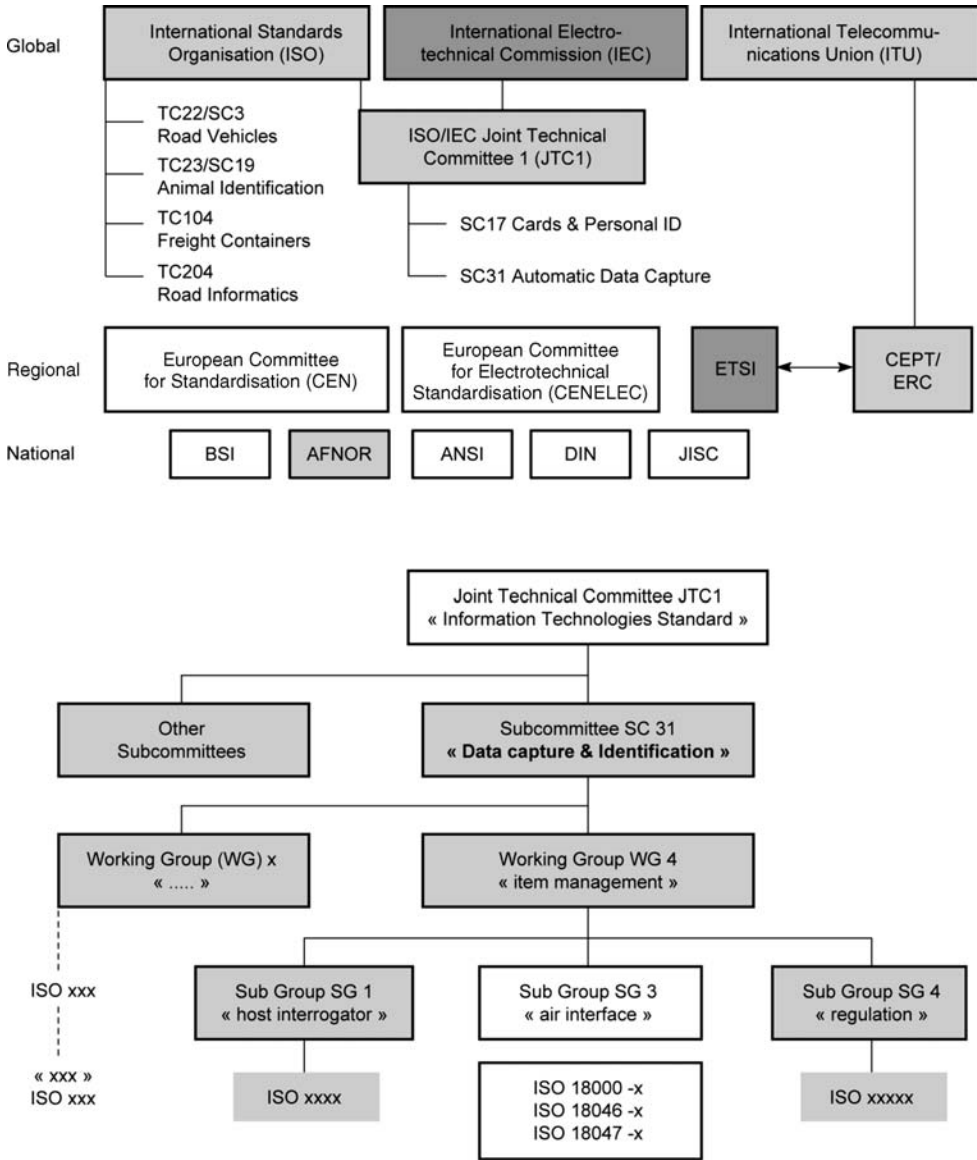 Global
International Standards
Organisation (ISO)
International Electro-
technical Commission (IEC)
International Telecommu-
nications Union (ITU)
TC22/SC3
Road Vehicles
TC23/SC19
Animal Identification
TC104
Freight Containers
TC204
Road Informatics
ISO/IEC Joint Technical
Committee 1 (JTC1)
SC17 Cards & Personal ID
SC31 Automatic Data Capture
Regional
European Committee
for Standardisation (CEN)
European Committee
for Electrotechnical
Standardisation (CENELEC)
ETSI
CEPT/
ERC
National
BSI
AFNOR
ANSI
DIN
JISC
Joint Technical Committee JTC1
« Information Technologies Standard »
Other
Subcommittees
Subcommittee SC 31
« Data capture & Identification »
Working Group (WG) x
« ..... »
Working Group WG 4
« item management »
ISO xxx
« xxx »
ISO xxx
Sub Group SG 1
« host interrogator »
Sub Group SG 3
« air interface »
Sub Group SG 4
« regulation »
ISO xxxx
ISO 18000 -x
ISO 18046 -x
ISO 18047 -x
ISO xxxxx